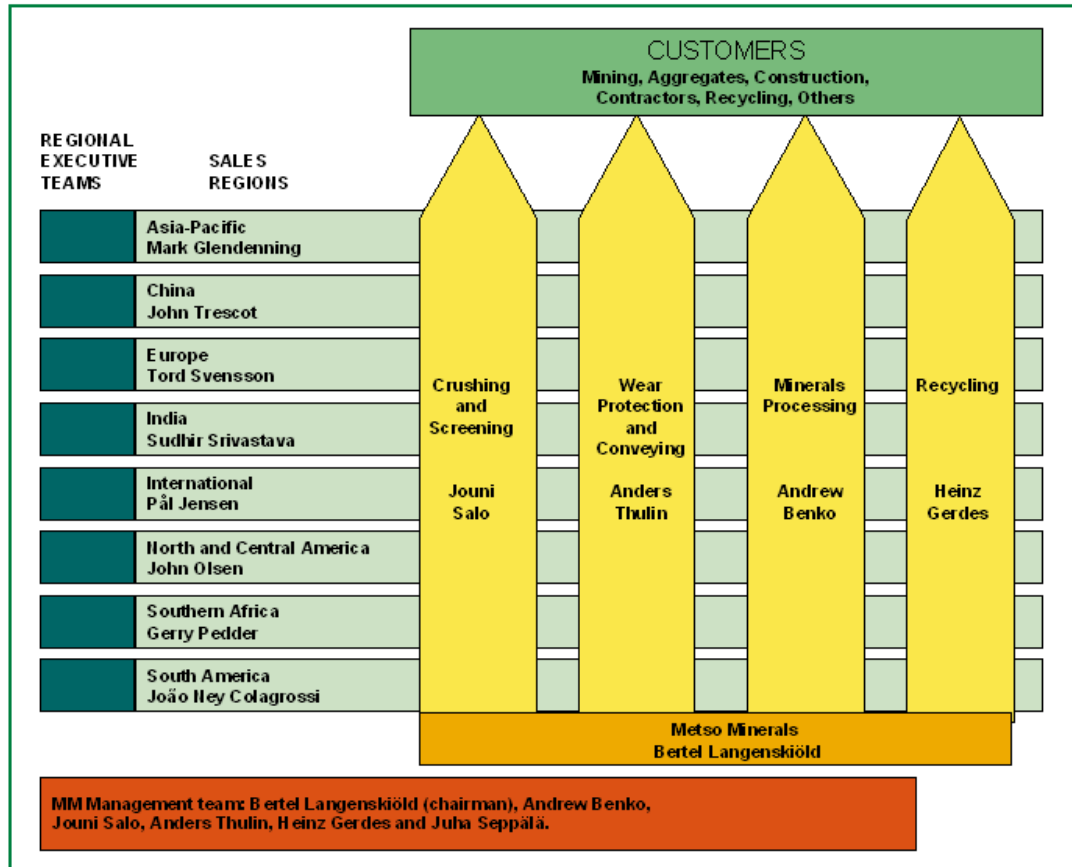 CUSTOMERS
Mining, Aggregates, Construction,
Contractors, Recycling, Others
REGIONAL
EXECUTIVE
TEAMS
SALES
REGIONS
Asia-Pacific
Mark Glendenning
China
John Trescot
Europe
Tord Svensson
India
Sudhir Srivastava
International
Pål Jensen
North and Central America
John Olsen
Southern Africa
Gerry Pedder
South America
João Ney Colagrossi
Crushing
and
Screening
Jouni
Salo
Wear
Protection
and
Conveying
Anders
Thulin
Minerals
Processing
Andrew
Benko
Recycling
Heinz
Gerdes
Metso Minerals
Bertel Langenskiöld
MM Management team: Bertel Langenskiöld (chairman), Andrew Benko,
Jouni Salo, Anders Thulin, Heinz Gerdes and Juha Seppälä.